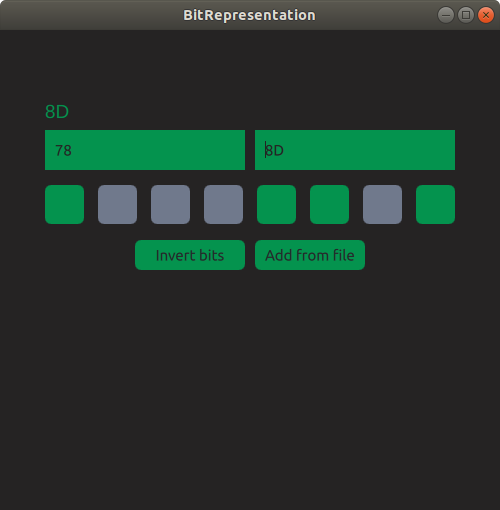 BitRepresentation
8D
78 8D
Invert bits Add from file